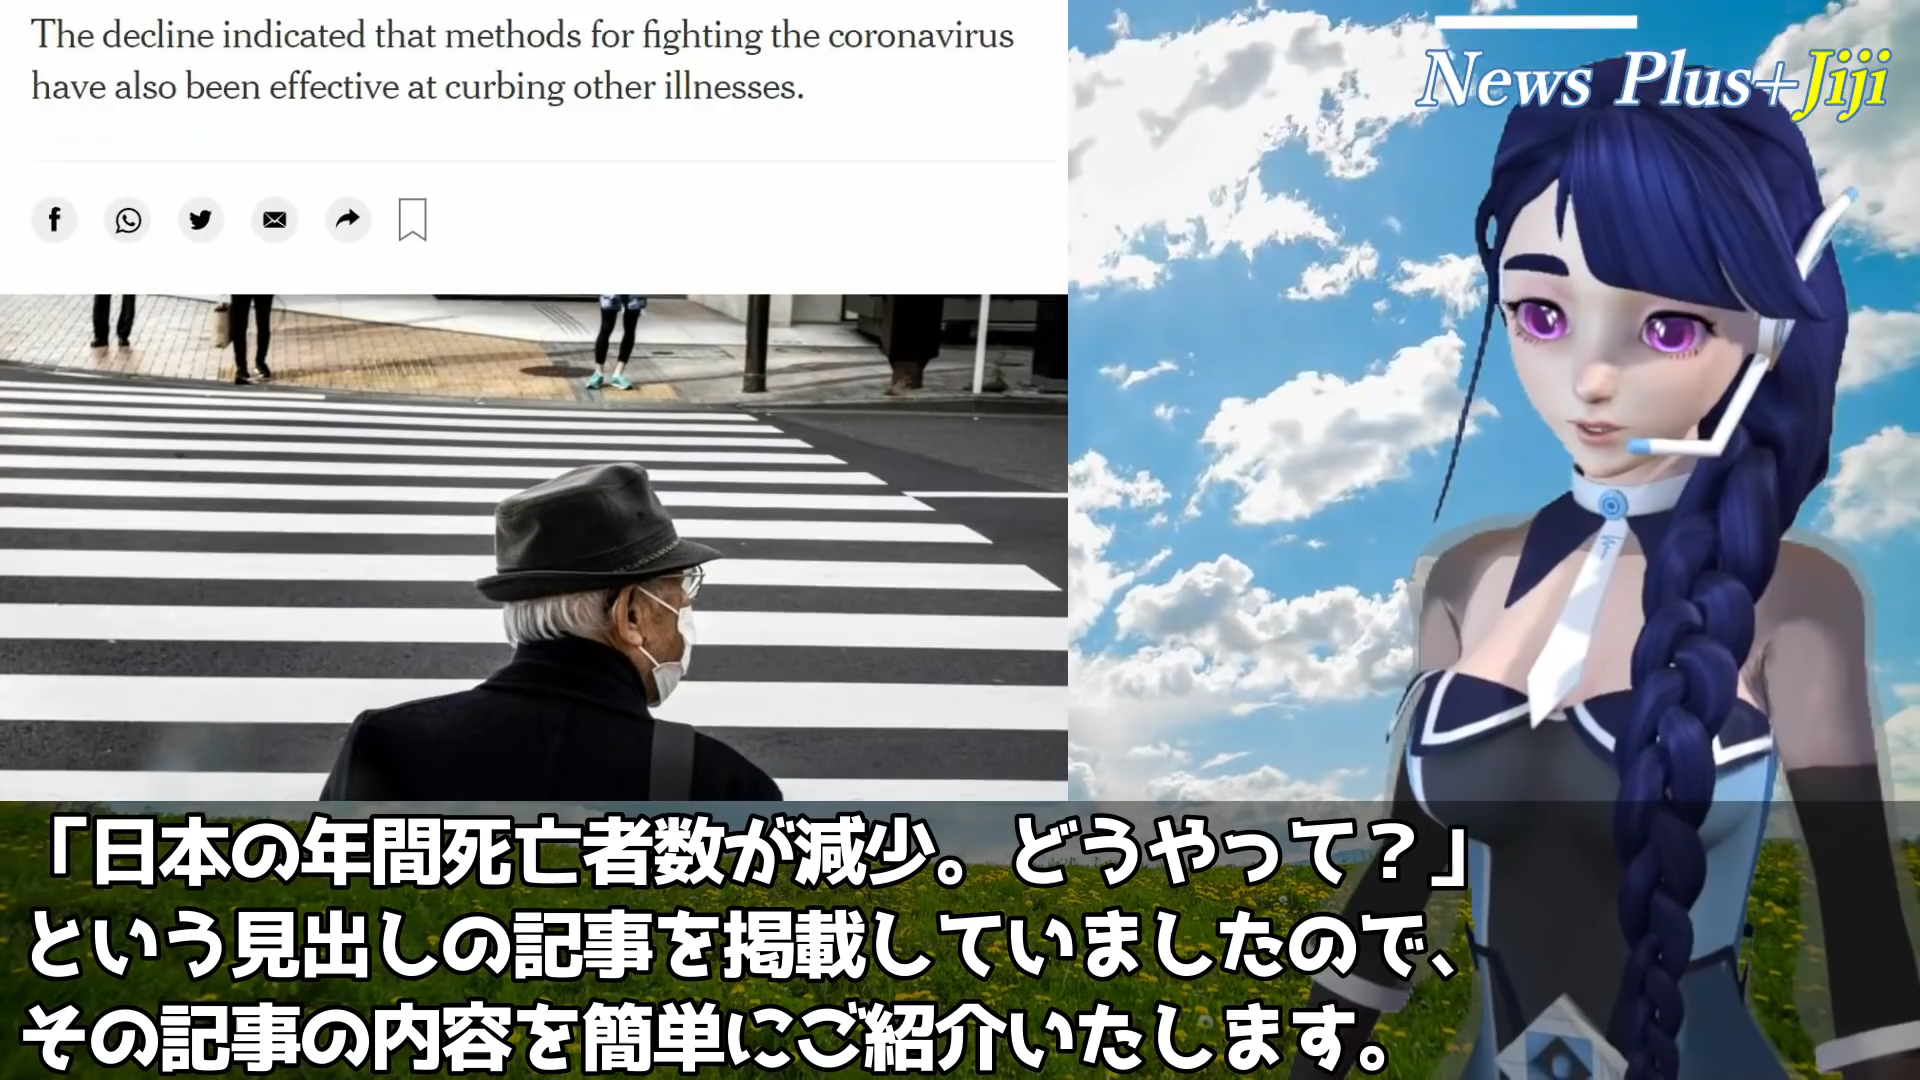 The decline indicated that methods for fighting the coronavirus
have also been effective at curbing other illnesses.
News Plus+Jiji
「日本の年間死亡者数が減少。どうやって？」
という見出しの記事を掲載していましたので、
その記事の内容を簡単にご紹介いたします。